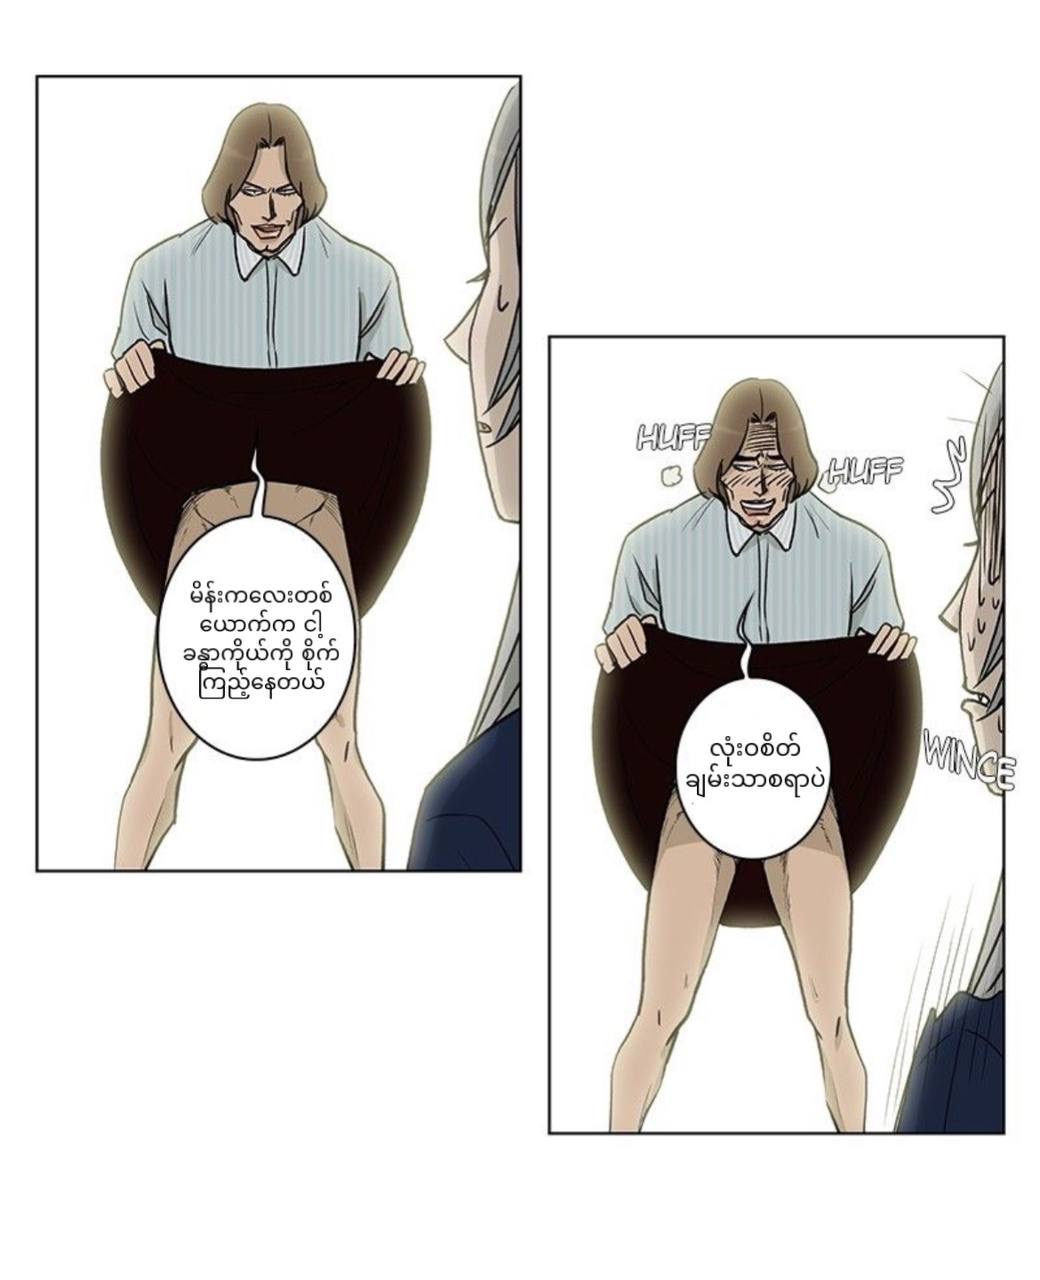 မိန်းကလေးတစ်
ယောက်က ငါ့
ခန္ဓာကိုယ်ကို စိုက်
ကြည့်နေတယ်
HUFF
HUFF
လုံးဝစိတ်
ချမ်းသာစရာပဲ
WINCE